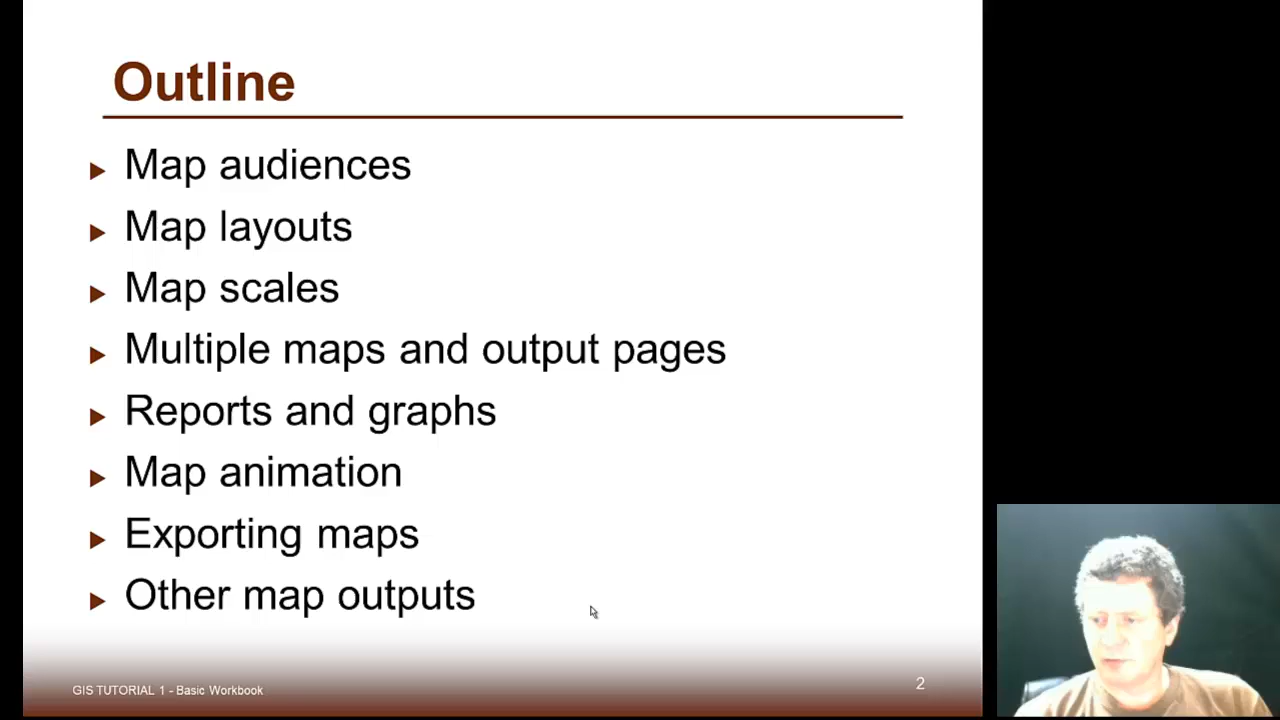 Outline
Map audiences
Map layouts
Map scales
Multiple maps and output pages
Reports and graphs
Map animation
Exporting maps
Other map outputs
GIS TUTORIAL 1 - Basic Workbook
2